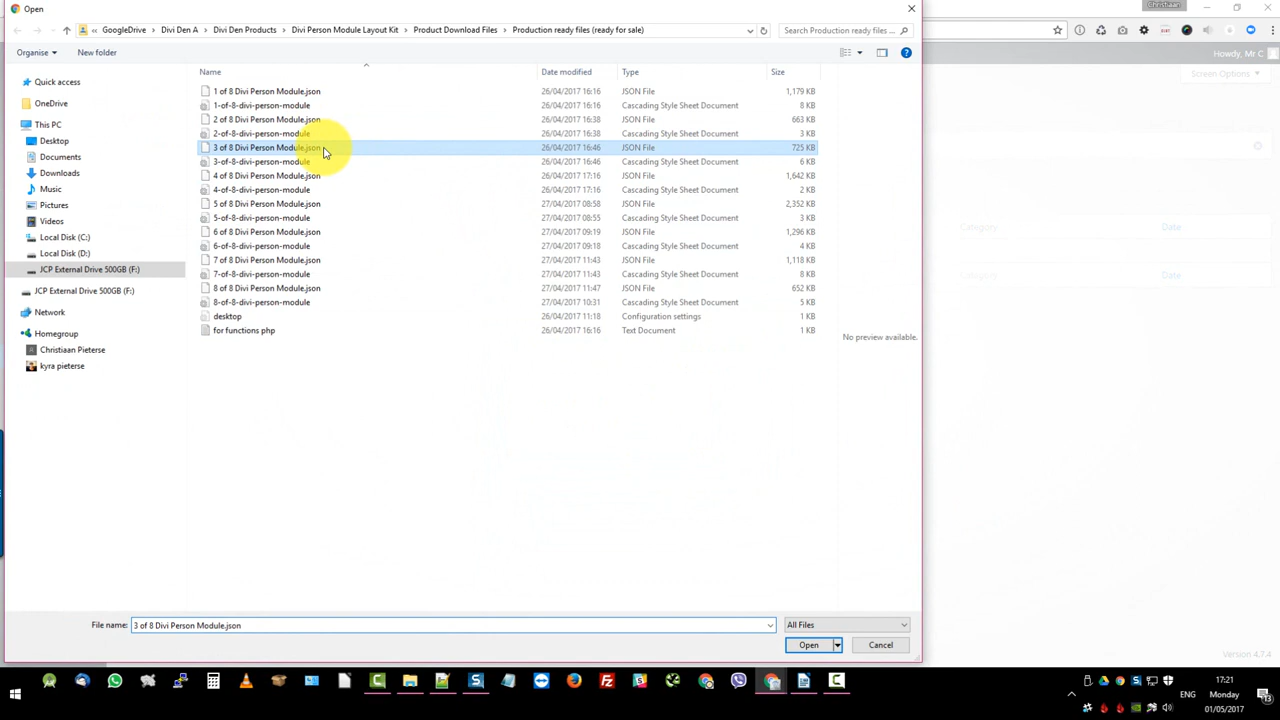 Open
Christiaan
GoogleDrive > Divi Den A > Divi Den Products > Divi Person Module Layout Kit > Product Download Files > Production ready files (ready for sale)
Search Production ready files...
Organise
New folder
Howdy, Mr C
Screen Options
Name
Date modified
Type
Size
Quick access
OneDrive
This PC
Desktop
Documents
Downloads
Music
Pictures
Videos
Local Disk (C:)
Local Disk (D:)
JCP External Drive 500GB (F:)
JCP External Drive 500GB (F:)
Network
Homegroup
Christiaan Pieterse
kyra pieterse
1 of 8 Divi Person Module.json 26/04/2017 16:16 JSON File 1,179 KB
1-of-8-divi-person-module 26/04/2017 16:16 Cascading Style Sheet Document 8 KB
2 of 8 Divi Person Module.json 26/04/2017 16:38 JSON File 663 KB
2-of-8-divi-person-module 26/04/2017 16:38 Cascading Style Sheet Document 3 KB
3 of 8 Divi Person Module.json 26/04/2017 16:46 JSON File 725 KB
3-of-8-divi-person-module 26/04/2017 16:46 Cascading Style Sheet Document 6 KB
4 of 8 Divi Person Module.json 26/04/2017 17:16 JSON File 1,642 KB
4-of-8-divi-person-module 26/04/2017 17:16 Cascading Style Sheet Document 2 KB
5 of 8 Divi Person Module.json 27/04/2017 08:58 JSON File 2,352 KB
5-of-8-divi-person-module 27/04/2017 08:55 Cascading Style Sheet Document 3 KB
6 of 8 Divi Person Module.json 27/04/2017 09:19 JSON File 1,296 KB
6-of-8-divi-person-module 27/04/2017 09:18 Cascading Style Sheet Document 4 KB
7 of 8 Divi Person Module.json 27/04/2017 11:43 JSON File 1,118 KB
7-of-8-divi-person-module 27/04/2017 11:43 Cascading Style Sheet Document 8 KB
8 of 8 Divi Person Module.json 27/04/2017 11:47 JSON File 652 KB
8-of-8-divi-person-module 27/04/2017 10:31 Cascading Style Sheet Document 5 KB
desktop 26/04/2017 11:18 Configuration settings 1 KB
for functions php 26/04/2017 16:16 Text Document 1 KB
No preview available.
Category
Date
Category
Date
File name: 3 of 8 Divi Person Module.json
All Files
Open
Cancel
Version 4.7.4
ENG
17:21
Monday
01/05/2017